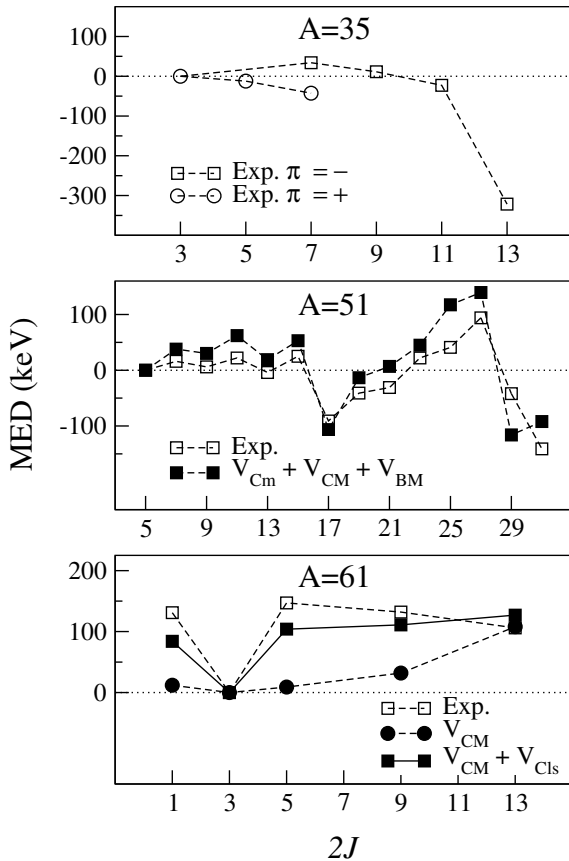 A=35
100
0
-100
-200
-300
Exp. π = −
Exp. π = +
3 5 7 9 11 13
MED (keV)
A=51
100
0
-100
Exp.
V_Cm + V_CM + V_BM
5 9 13 17 21 25 29
A=61
200
100
0
Exp.
V_CM
V_CM + V_Cls
1 3 5 7 9 11 13
2J